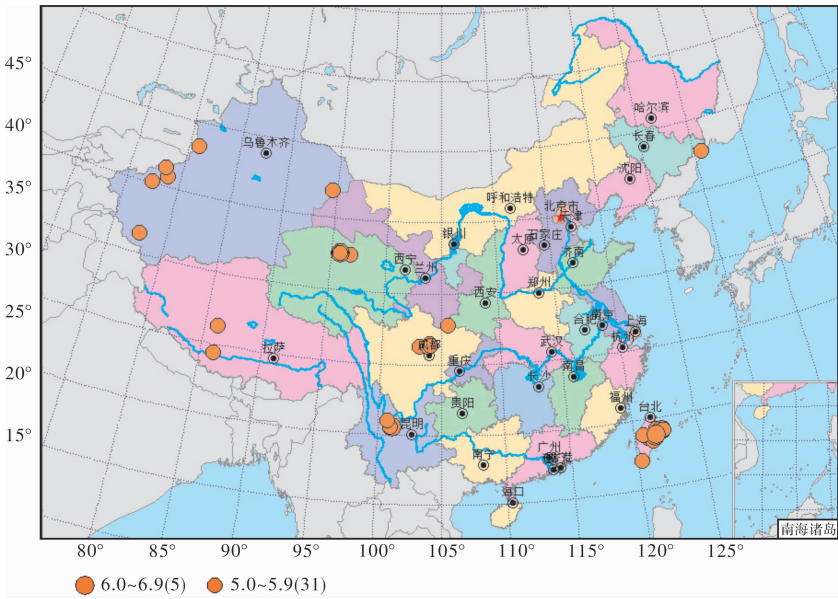 45°
40°
35°
30°
25°
20°
15°
哈尔滨
长春
乌鲁木齐
沈阳
呼和浩特
北京市
天津
银川
石家庄
太原
济南
西宁
兰州
郑州
西安
南京
合肥
上海
杭州
成都
武汉
拉萨
重庆
南昌
长沙
贵阳
福州
台北
昆明
广州
南宁
海口
南海诸岛
80° 85° 90° 95° 100° 105° 110° 115° 120° 125°
6.0~6.9(5) 5.0~5.9(31)